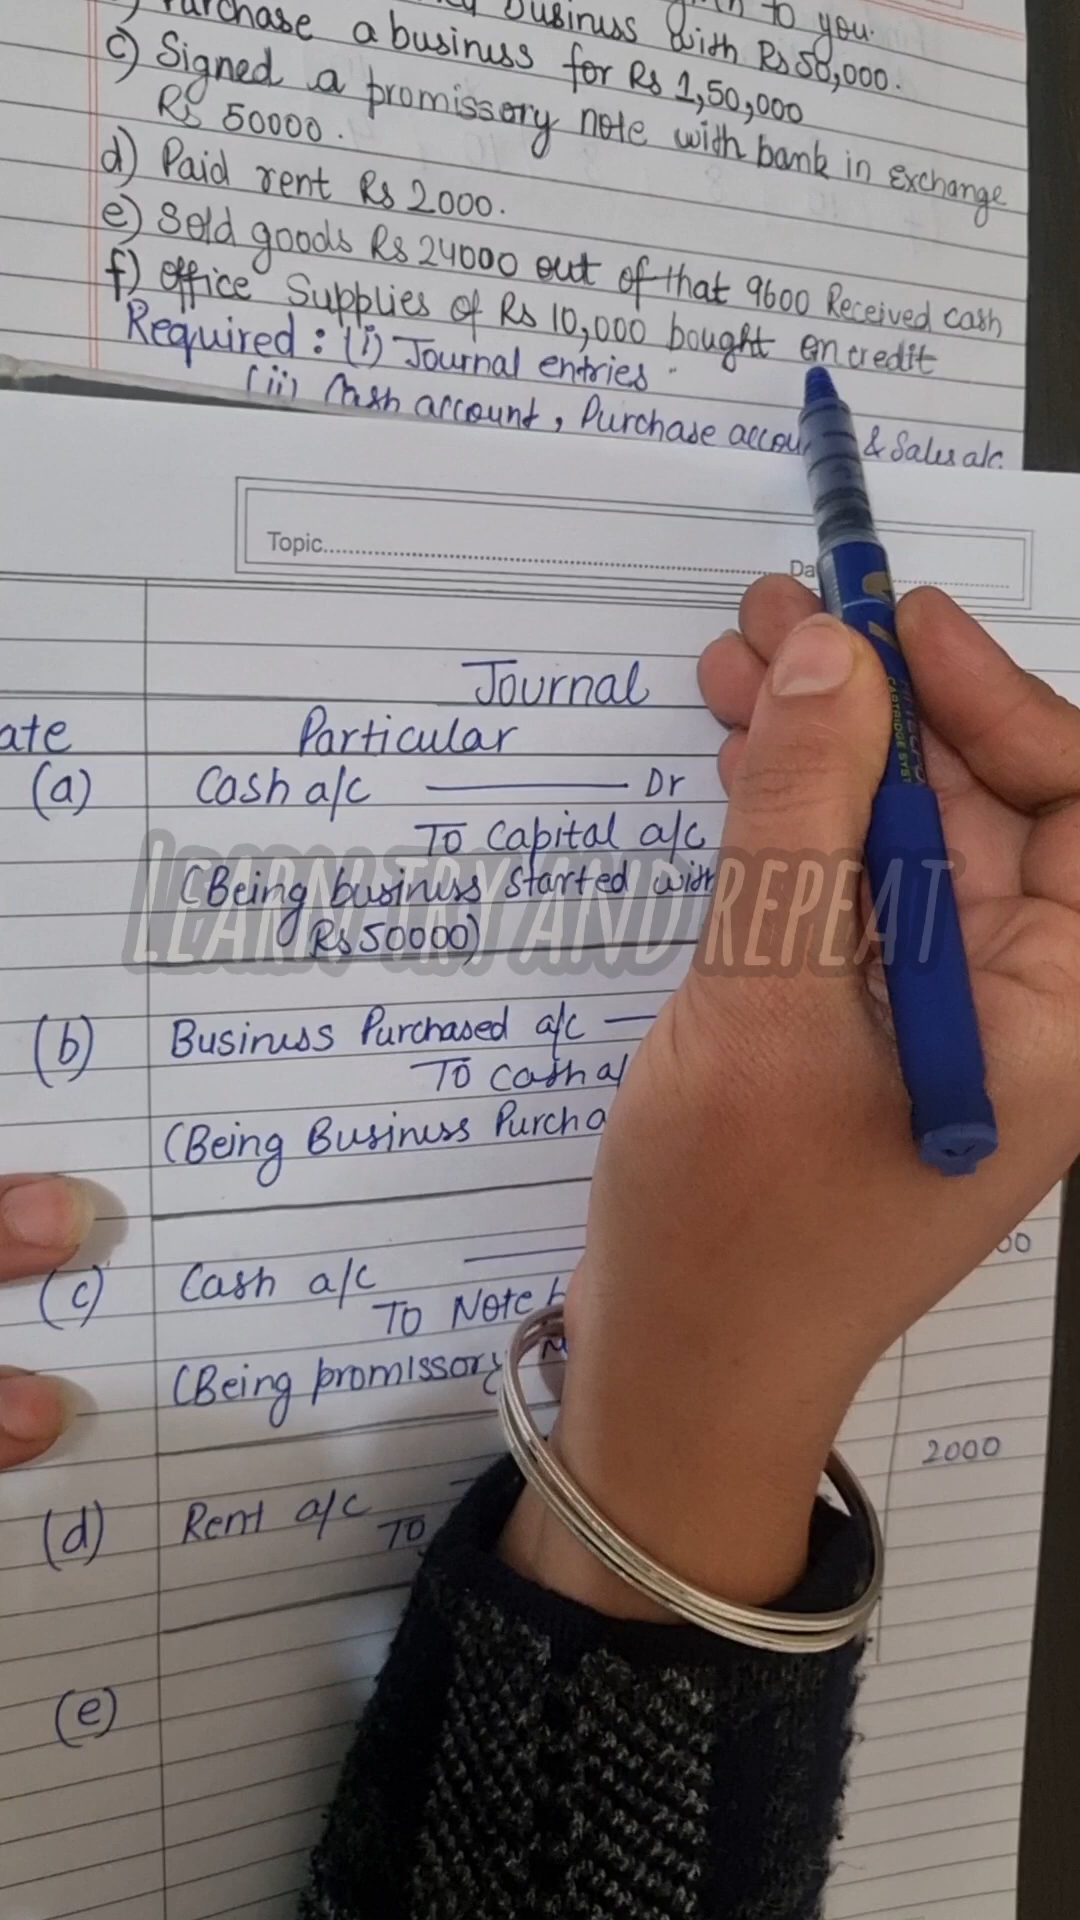 to you.
business with Rs 50,000.
Purchase a business for Rs 1,50,000
c) Signed a promissory note with bank in exchange
Rs 50000.
d) Paid rent Rs 2000.
e) Sold goods Rs 24000 out of that 9600 Received cash
f) office Supplies of Rs 10,000 bought on credit
Required : (i) Journal entries
(ii) Cash account, Purchase accou & Sales a/c.
Topic
Da
Journal
ate Particular
(a) Cash a/c Dr
To Capital a/c
(Being business started with
Rs 50000)
LEARN TRY AND REPEAT
(b) Business Purchased a/c
To Cash a/
(Being Business Purcha
(c) Cash a/c
To Note
(Being promissory
(d) Rent a/c 2000
To
(e)